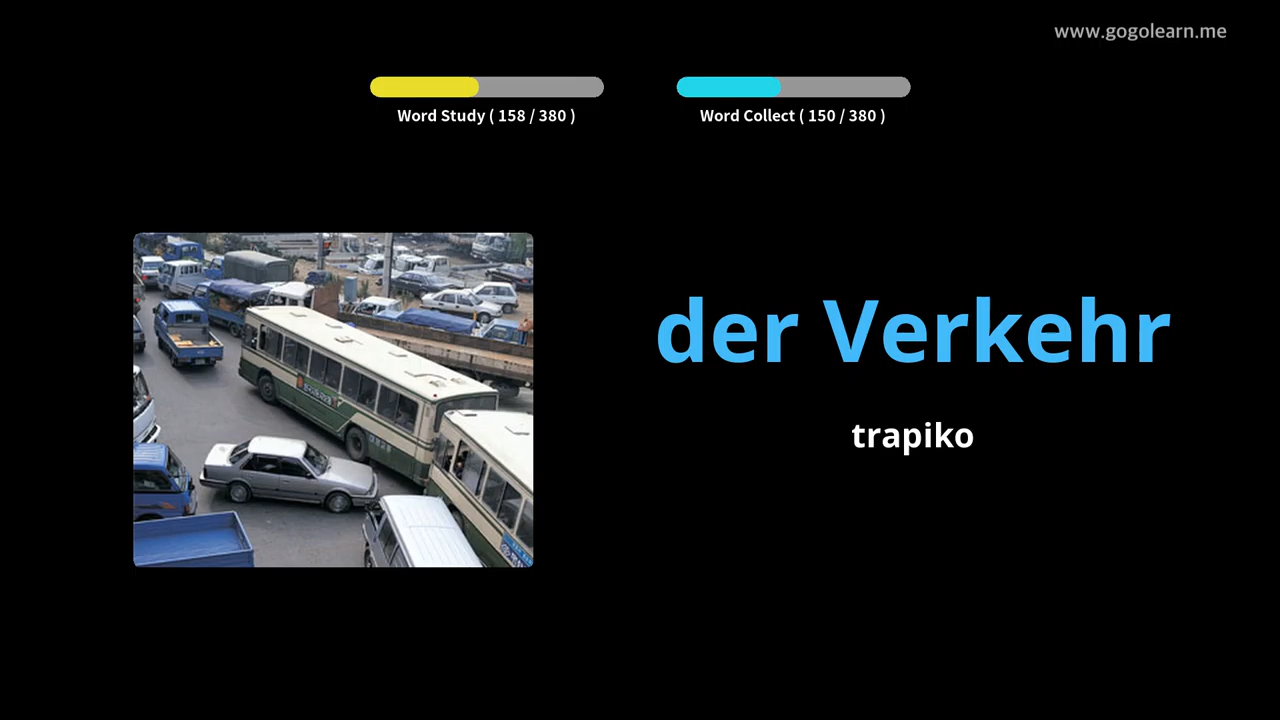 www.gogolearn.me
Word Study ( 158 / 380 )
Word Collect ( 150 / 380 )
der Verkehr
trapiko